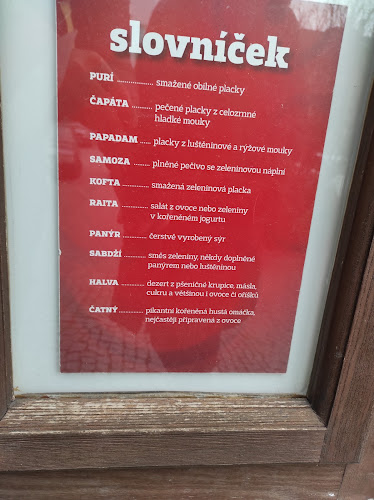 slovníček
PURÍ .................. smažené obilné placky
ČAPÁTA .......... pečené placky z celozrnné
hladké mouky
PAPADAM ..... placky z luštěninové a rýžové mouky
SAMOZA ........ plněné pečivo se zeleninovou náplní
KOFTA ............. smažená zeleninová placka
RAITA .............. salát z ovoce nebo zeleniny
v kořeněném jogurtu
PANÝR ............. čerstvě vyrobený sýr
SABDŽÍ ............ směs zeleniny, někdy doplněné
panýrem nebo luštěninou
HALVA ............ dezert z pšeničné krupice, másla,
cukru a většinou i ovoce či oříšků
ČATNÝ ............ pikantní kořeněná hustá omáčka,
nejčastěji připravená z ovoce